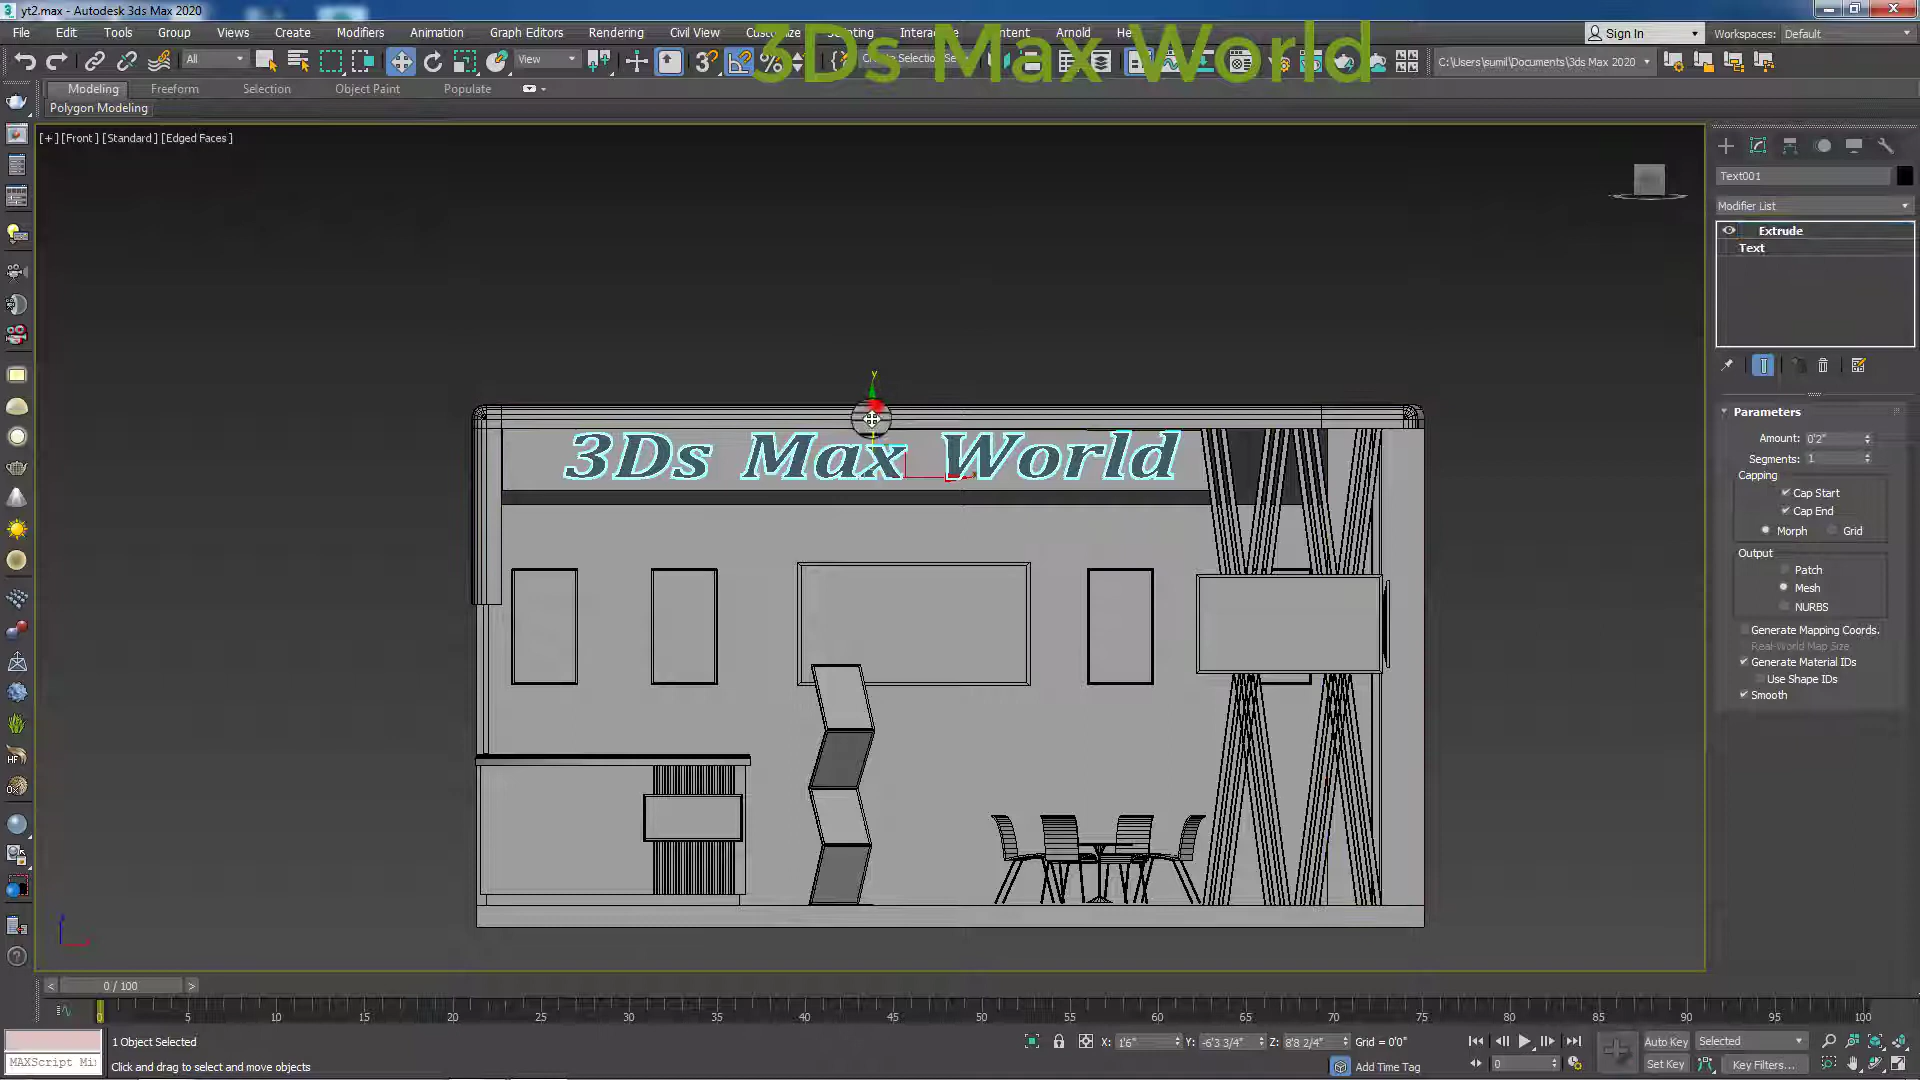 yt2.max - Autodesk 3ds Max 2020
File Edit Tools Group Views Create Modifiers Animation Graph Editors Rendering Civil View Customize Scripting Content Arnold
3Ds Max World
Sign In Workspaces: Default
All View C:\Users\sumil\Documents\3ds Max 2020
Modeling Freeform Selection Object Paint Populate
Polygon Modeling
[+] [Front] [Standard] [Edged Faces]
Text001
Modifier List
Extrude
Text
y
3Ds Max World
Parameters
Amount: 0'2"
Segments: 1
Capping
Cap Start
Cap End
Morph Grid
Output
Patch
Mesh
NURBS
Generate Mapping Coords.
Real-World Map Size
Generate Material IDs
Use Shape IDs
Smooth
< 0 / 100 >
0 5 10 15 20 25 30 35 40 45 50 55 60 65 70 75 80 85 90 95 100
1 Object Selected X: 1'6" Y: -6'3 3/4" Z: 8'8 2/4" Grid = 0'0" Auto Key Selected
MAXScript Mi Click and drag to select and move objects Add Time Tag 0 Set Key Key Filters...